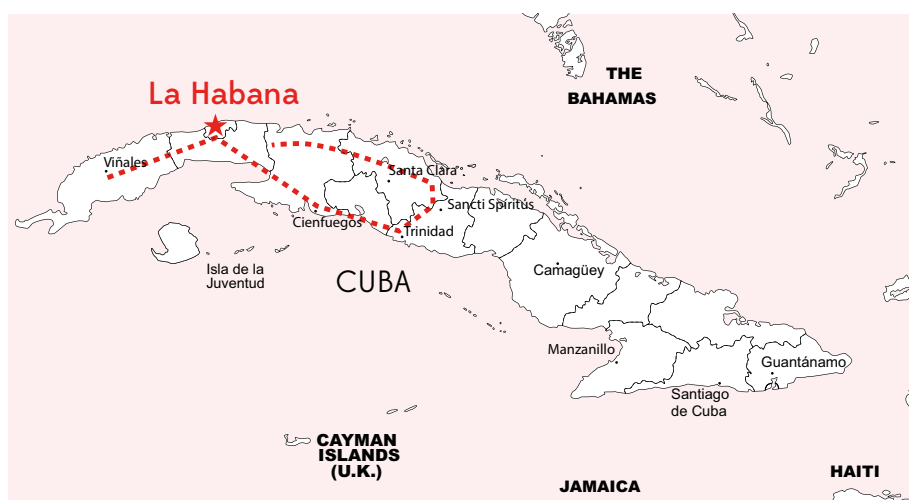 THE
BAHAMAS
La Habana
Viñales
Santa Clara
Sancti Spíritus
Cienfuegos
Trinidad
Isla de la
Juventud
CUBA
Camagüey
Manzanillo
Guantánamo
Santiago
de Cuba
CAYMAN
ISLANDS
(U.K.)
JAMAICA
HAITI